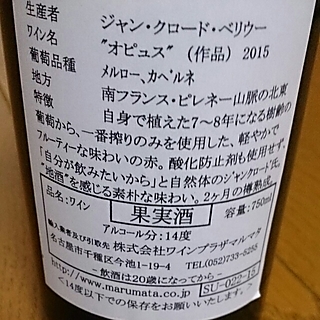 生産者 ジャン・クロード・ベリウー
ワイン名 "オピュス" (作品) 2015
葡萄品種 メルロー、カベルネ
地方 南フランス・ピレネー山脈の北東
特徴 自身で植えた7～8年になる樹齢の
葡萄から、一番搾りのみを使用した、軽やかで
フルーティーな味わいの赤。酸化防止剤も使用せず、
「自分が飲みたいから」と自然体のジャンクロード氏。
"地酒"を感じる素朴な味わい。2ヶ月の樽熟成。
品名:ワイン 果実酒 容量:750ml
アルコール分:14度
■輸入業者及び引取先 株式会社ワインプラザマルマタ
名古屋市千種区今池1-19-4 TEL(052)733-8255
- 飲酒は20歳になってから -
http://www.marumata.co.jp SU-022-15
<14度以下での保存をお願いいたします。>